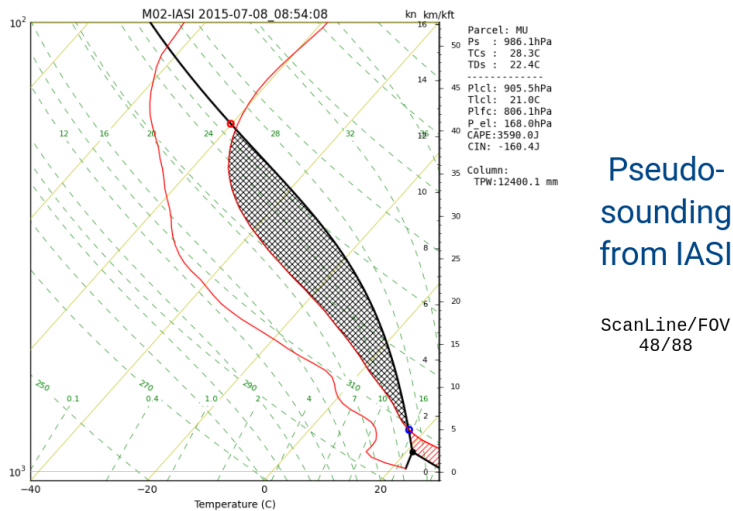 M02-IASI 2015-07-08_08:54:08
kn km/kft
10²
16
50
14
45
12
40
35
10
30
8
25
6
20
15
4
10
2
5
0
0
12
16
20
24
28
32
36
250
270
290
310
0.1
0.4
1.0
2
4
7
10
16
10³
−40
−20
0
20
Temperature (C)
Parcel: MU
Ps : 986.1hPa
TCs : 28.3C
TDs : 22.4C
-------------
Plcl: 905.5hPa
Tlcl: 21.0C
Plfc: 806.1hPa
P_el: 168.0hPa
CAPE:3590.0J
CIN: -160.4J
Column:
TPW:12400.1 mm
Pseudo-
sounding
from IASI
ScanLine/FOV
48/88